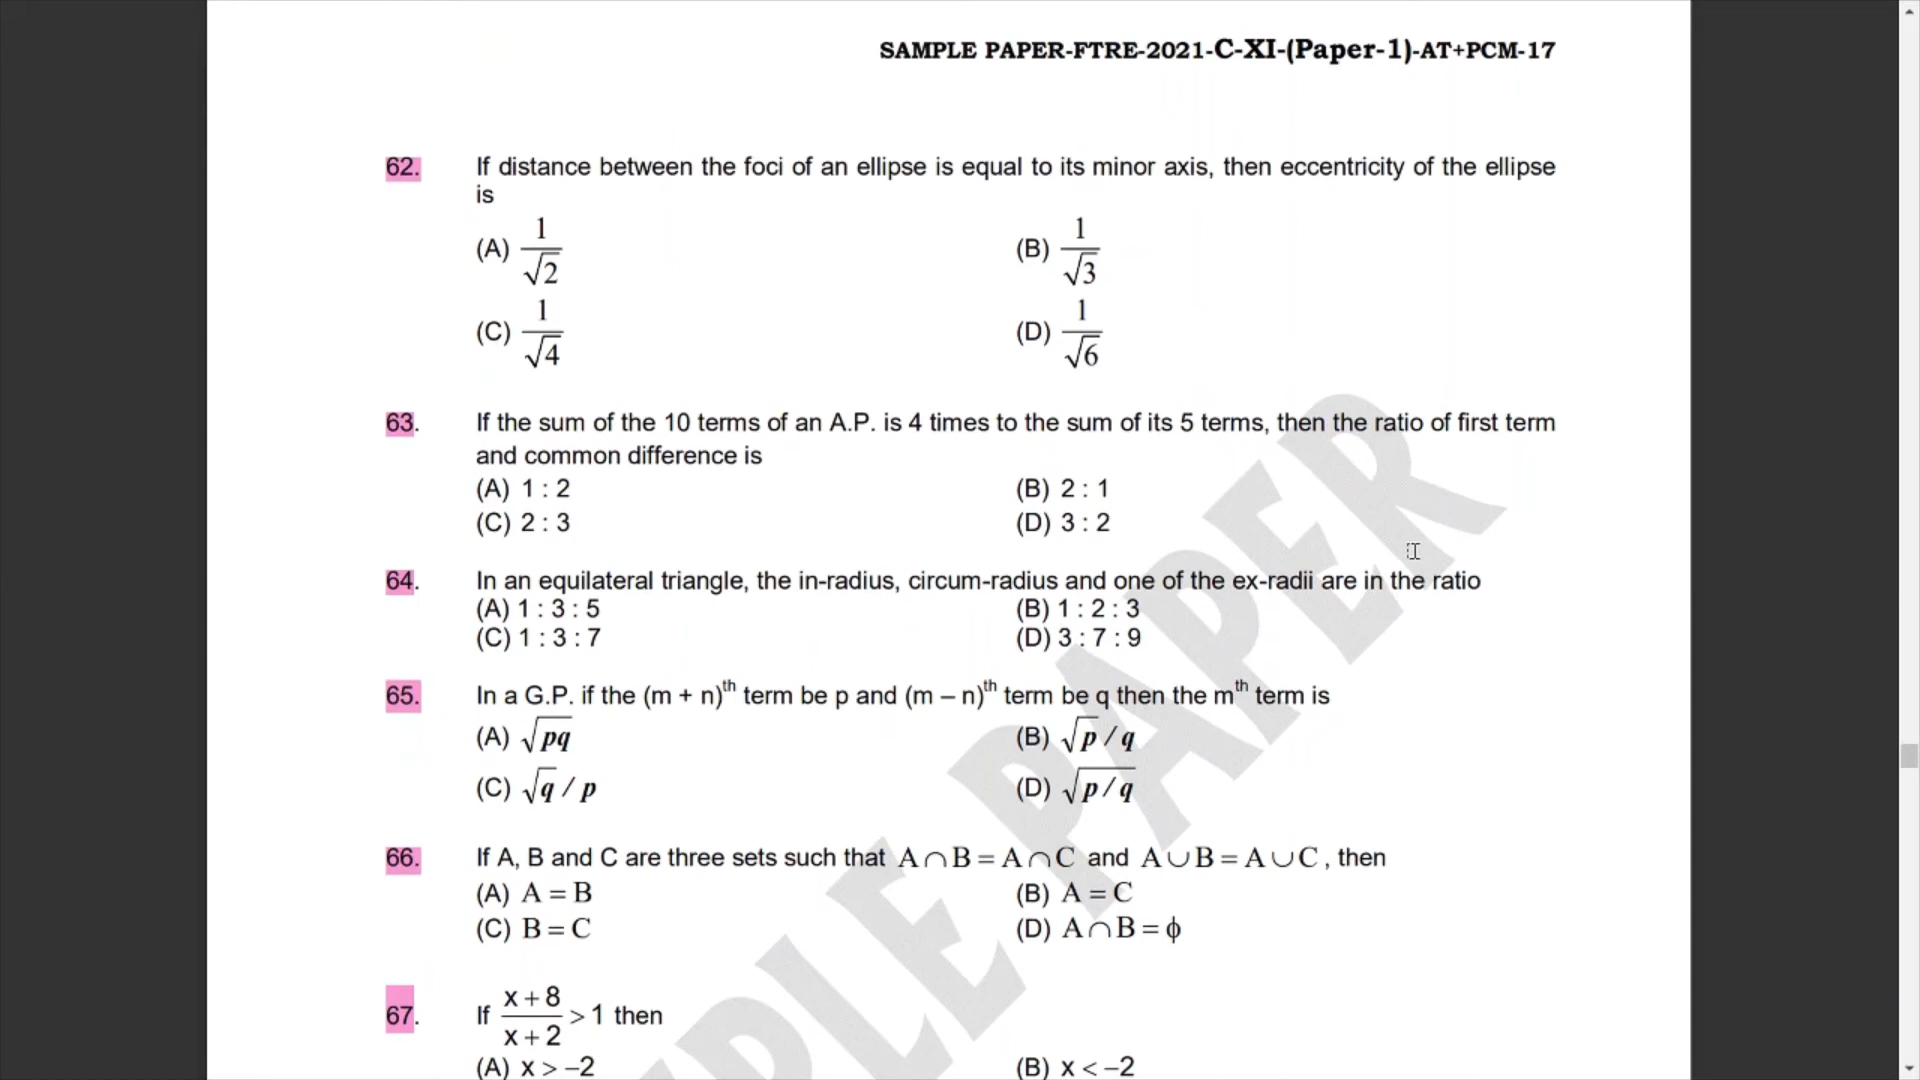 SAMPLE PAPER-FTRE-2021-C-XI-(Paper-1)-AT+PCM-17
62. If distance between the foci of an ellipse is equal to its minor axis, then eccentricity of the ellipse
is
(A) 1/√2 (B) 1/√3
(C) 1/√4 (D) 1/√6
63. If the sum of the 10 terms of an A.P. is 4 times to the sum of its 5 terms, then the ratio of first term
and common difference is
(A) 1 : 2 (B) 2 : 1
(C) 2 : 3 (D) 3 : 2
64. In an equilateral triangle, the in-radius, circum-radius and one of the ex-radii are in the ratio
(A) 1 : 3 : 5 (B) 1 : 2 : 3
(C) 1 : 3 : 7 (D) 3 : 7 : 9
65. In a G.P. if the (m + n)th term be p and (m – n)th term be q then the mth term is
(A) √pq (B) √p / q
(C) √q / p (D) √(p / q)
66. If A, B and C are three sets such that A∩B = A∩C and A∪B = A∪C , then
(A) A = B (B) A = C
(C) B = C (D) A∩B = ϕ
67. If (x + 8)/(x + 2) > 1 then
(A) x > –2 (B) x < –2
PLE PAPER